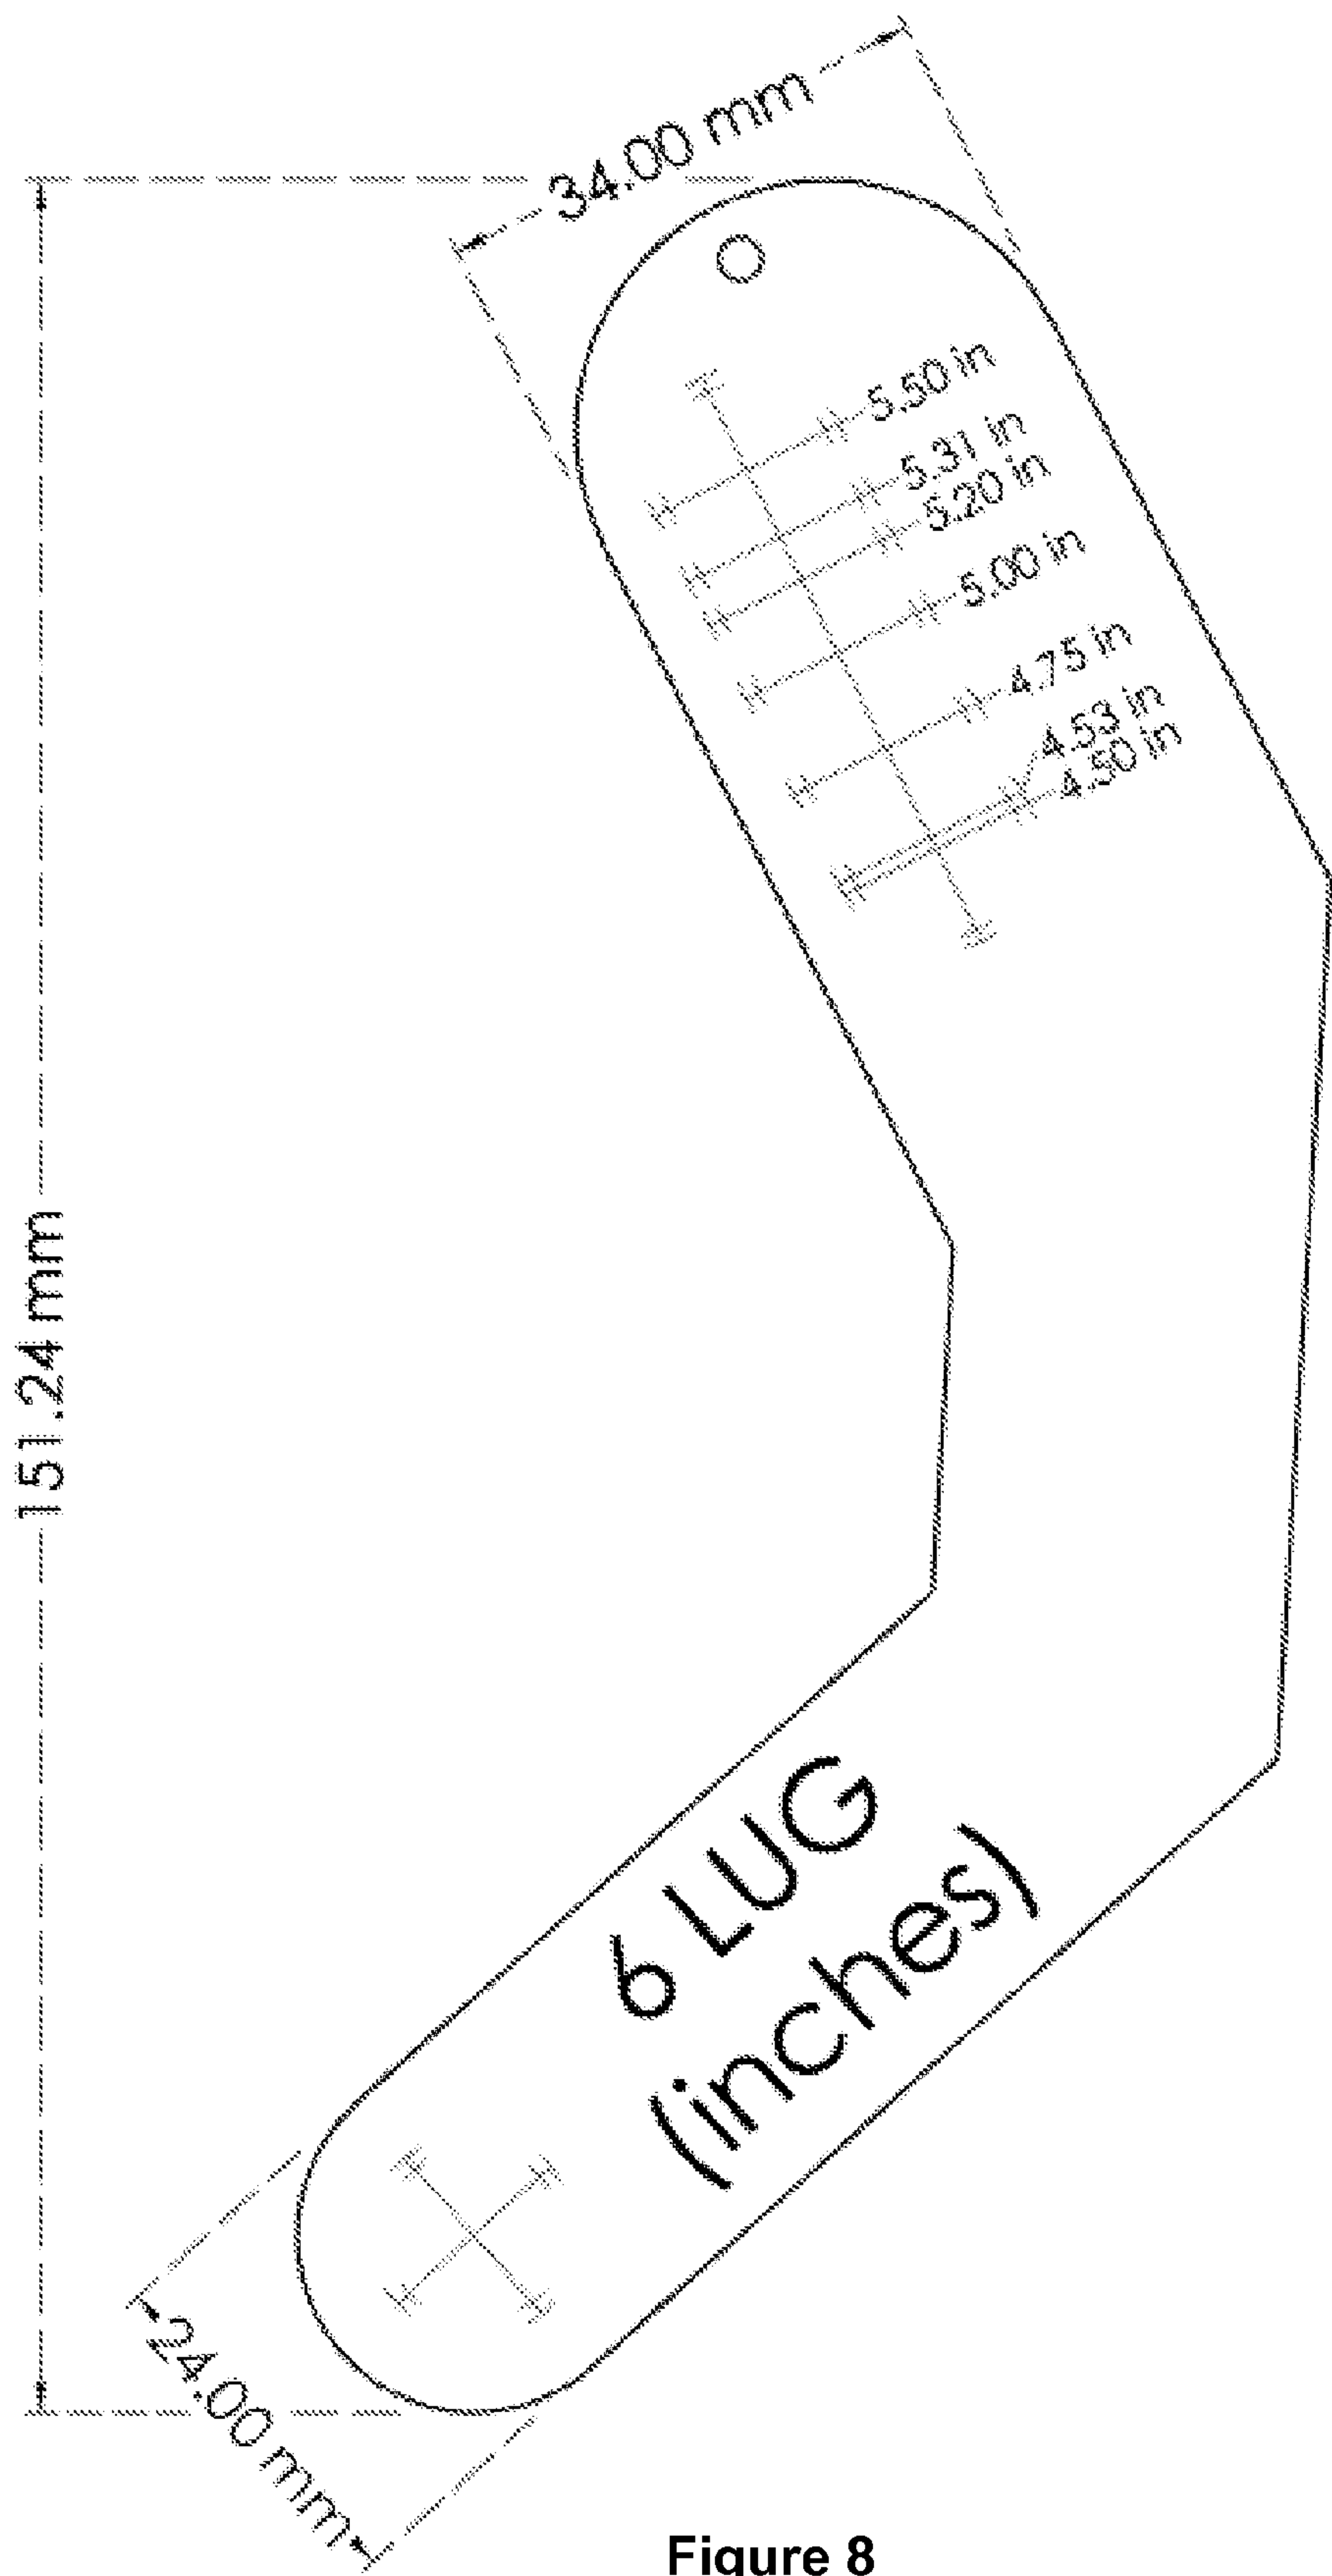 34.00 mm
5.50 in
5.31 in
5.20 in
5.00 in
4.75 in
4.53 in
4.50 in
151.24 mm
6 LUG
(inches)
24.00 mm
Figure 8